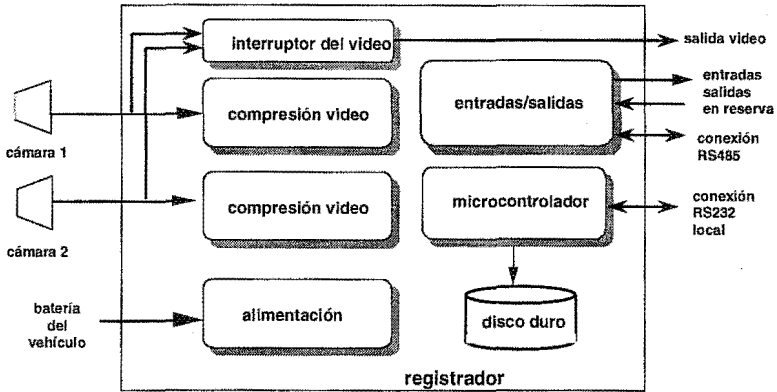 interruptor del video
salida video
compresión video
entradas/salidas
entradas
salidas
en reserva
conexión
RS485
cámara 1
compresión video
microcontrolador
conexión
RS232
local
cámara 2
batería
del
vehículo
alimentación
disco duro
registrador